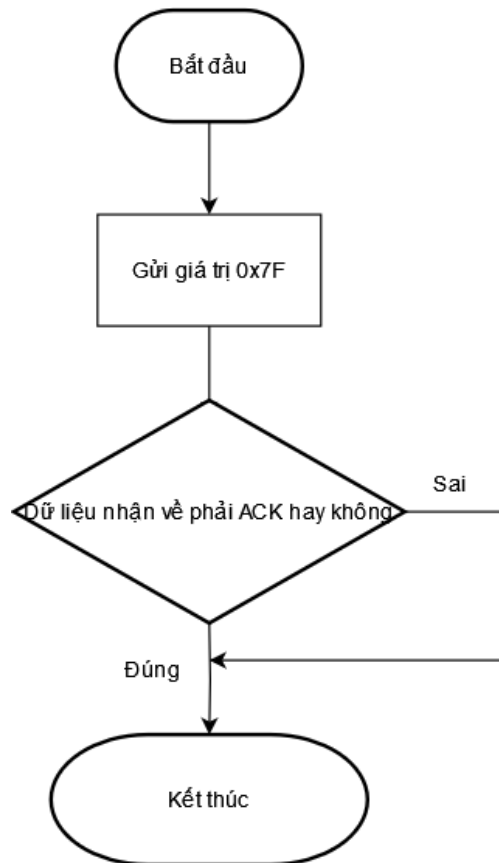 Bắt đầu
Gửi giá trị 0x7F
Dữ liệu nhận về phải ACK hay không
Sai
Đúng
Kết thúc